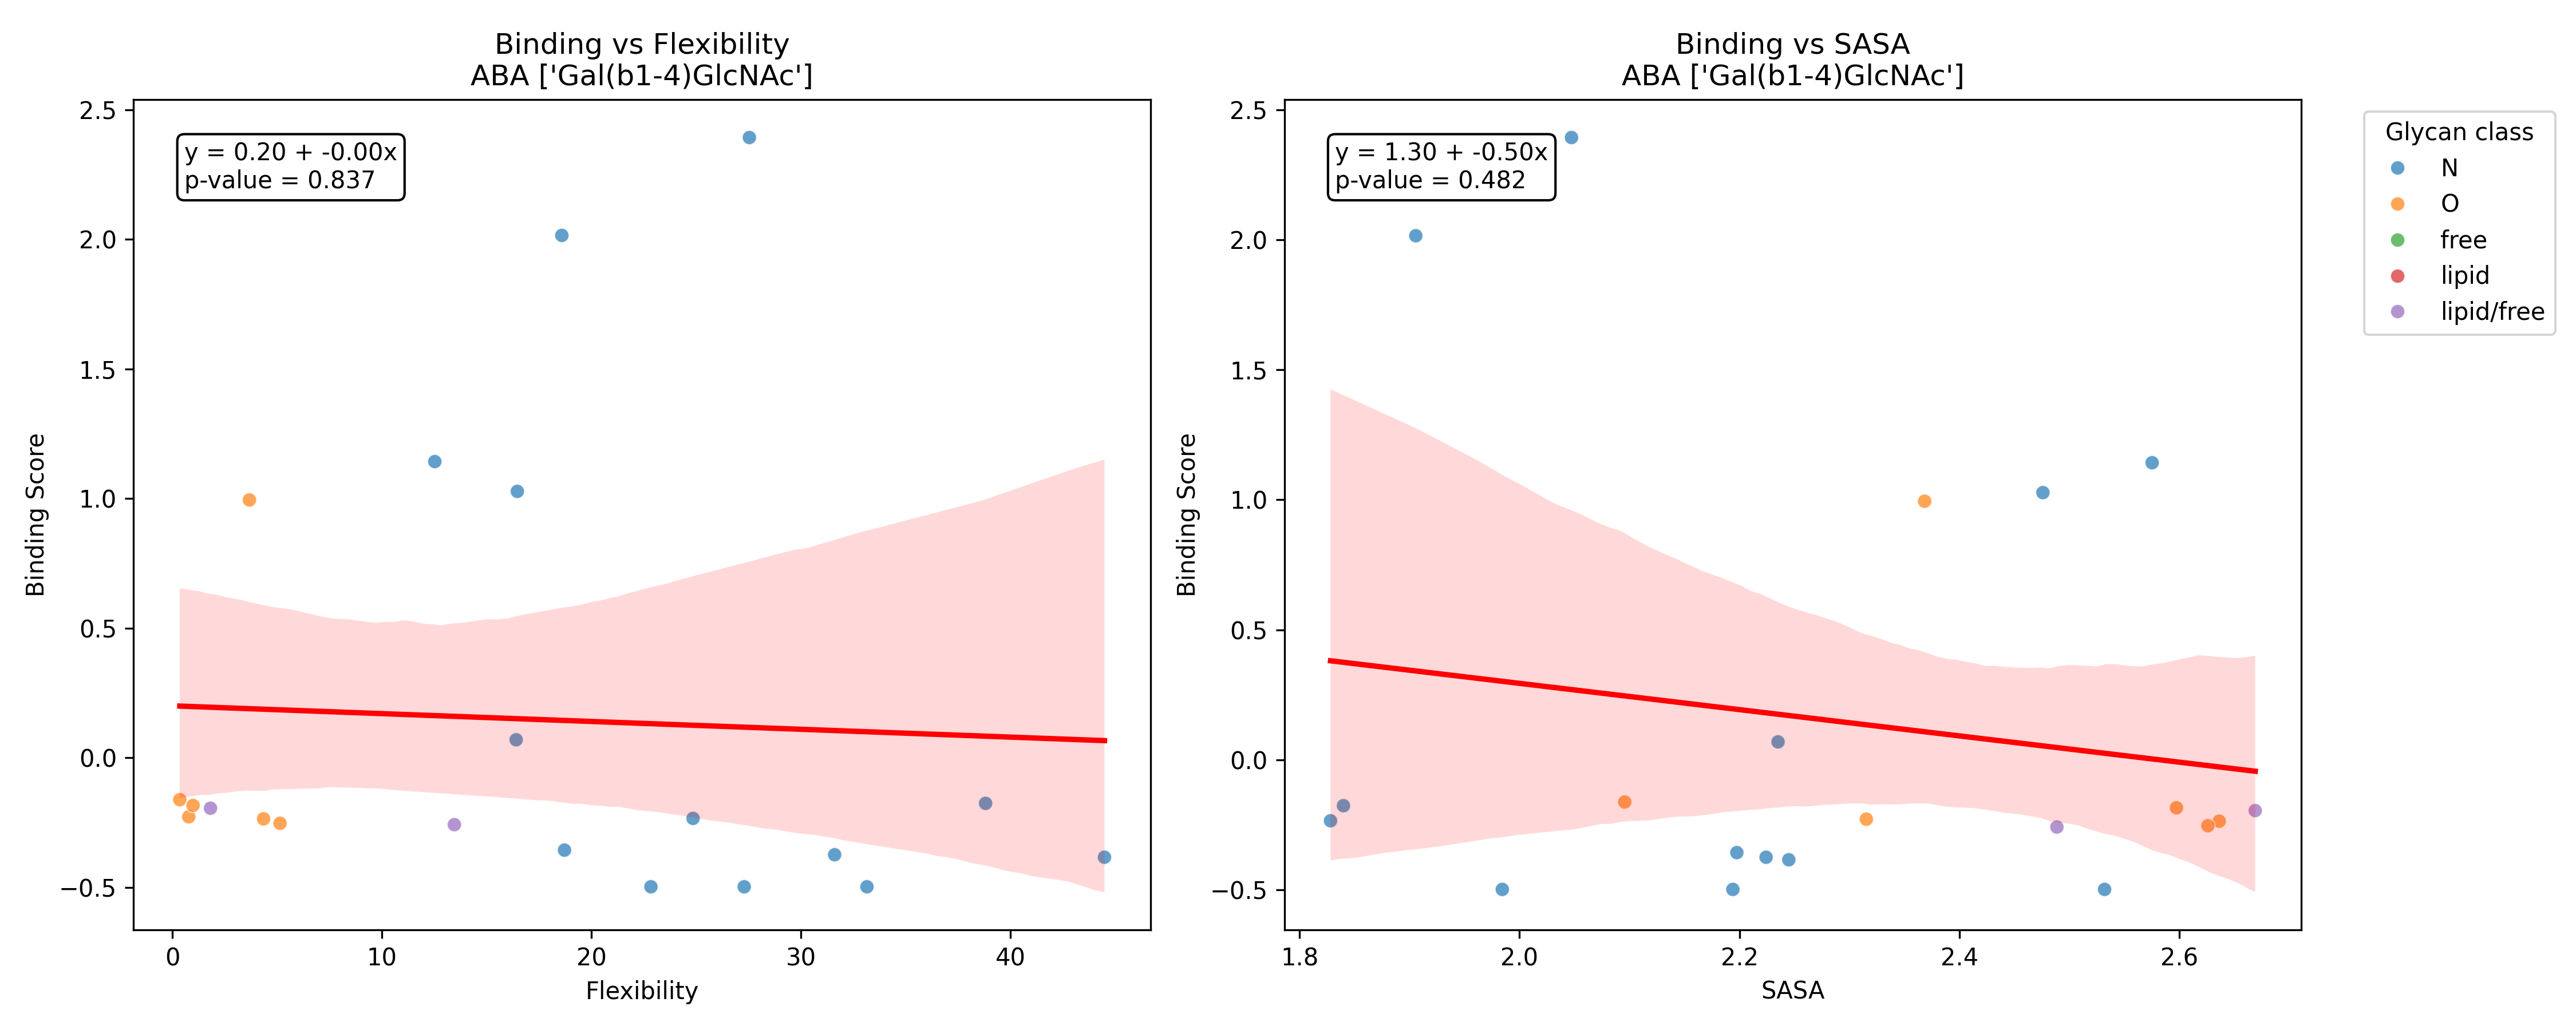 Binding vs Flexibility
ABA ['Gal(b1-4)GlcNAc']
y = 0.20 + -0.00x
p-value = 0.837
2.5
2.0
1.5
1.0
0.5
0.0
−0.5
Binding Score
0 10 20 30 40
Flexibility
Binding vs SASA
ABA ['Gal(b1-4)GlcNAc']
y = 1.30 + -0.50x
p-value = 0.482
2.5
2.0
1.5
1.0
0.5
0.0
−0.5
Binding Score
1.8 2.0 2.2 2.4 2.6
SASA
Glycan class
N
O
free
lipid
lipid/free